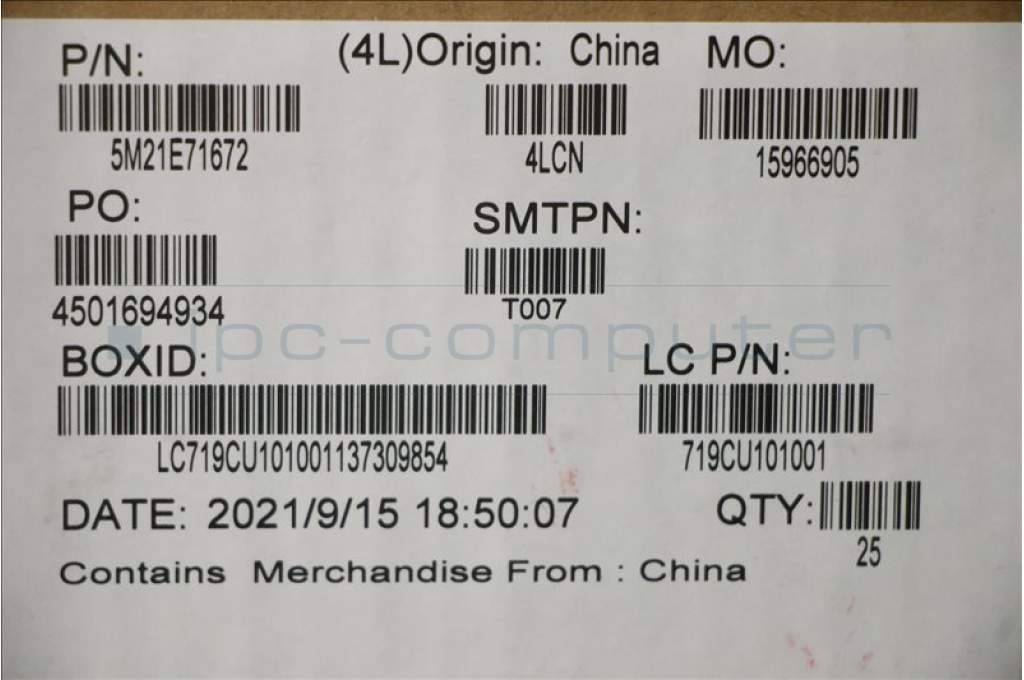 P/N: (4L)Origin: China MO:
5M21E71672 4LCN 15966905
PO: SMTPN:
4501694934 T007
ipc-computer
BOXID: LC P/N:
LC719CU101001137309854 719CU101001
DATE: 2021/9/15 18:50:07 QTY:
25
Contains Merchandise From : China